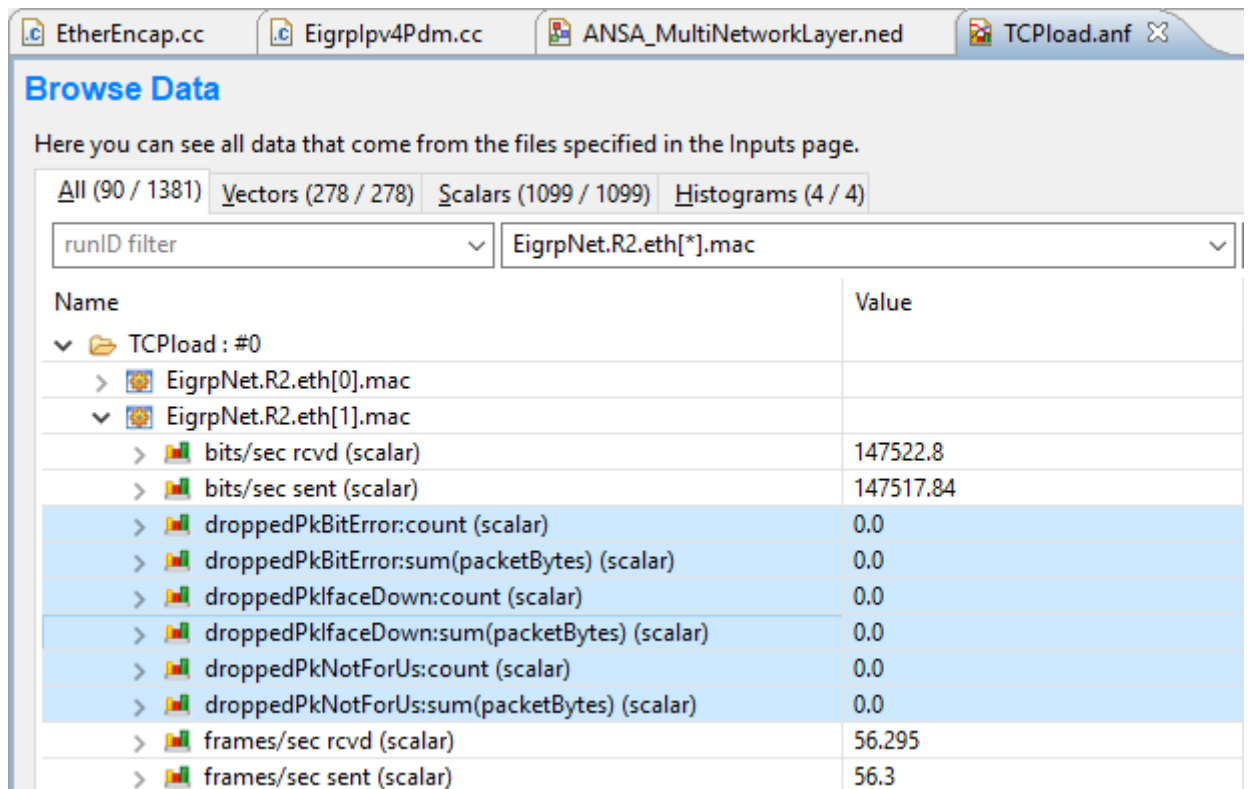 EtherEncap.cc EigrpIpv4Pdm.cc ANSA_MultiNetworkLayer.ned TCPload.anf
Browse Data
Here you can see all data that come from the files specified in the Inputs page.
All (90 / 1381) Vectors (278 / 278) Scalars (1099 / 1099) Histograms (4 / 4)
runID filter EigrpNet.R2.eth[*].mac
Name Value
TCPload : #0
EigrpNet.R2.eth[0].mac
EigrpNet.R2.eth[1].mac
bits/sec rcvd (scalar) 147522.8
bits/sec sent (scalar) 147517.84
droppedPkBitError:count (scalar) 0.0
droppedPkBitError:sum(packetBytes) (scalar) 0.0
droppedPkIfaceDown:count (scalar) 0.0
droppedPkIfaceDown:sum(packetBytes) (scalar) 0.0
droppedPkNotForUs:count (scalar) 0.0
droppedPkNotForUs:sum(packetBytes) (scalar) 0.0
frames/sec rcvd (scalar) 56.295
frames/sec sent (scalar) 56.3